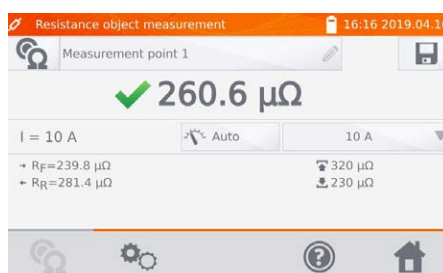 Resistance object measurement 16:16 2019.04.10
Measurement point 1
260.6 μΩ
I = 10 A Auto 10 A
→ RF=239.8 μΩ 320 μΩ
← RR=281.4 μΩ 230 μΩ